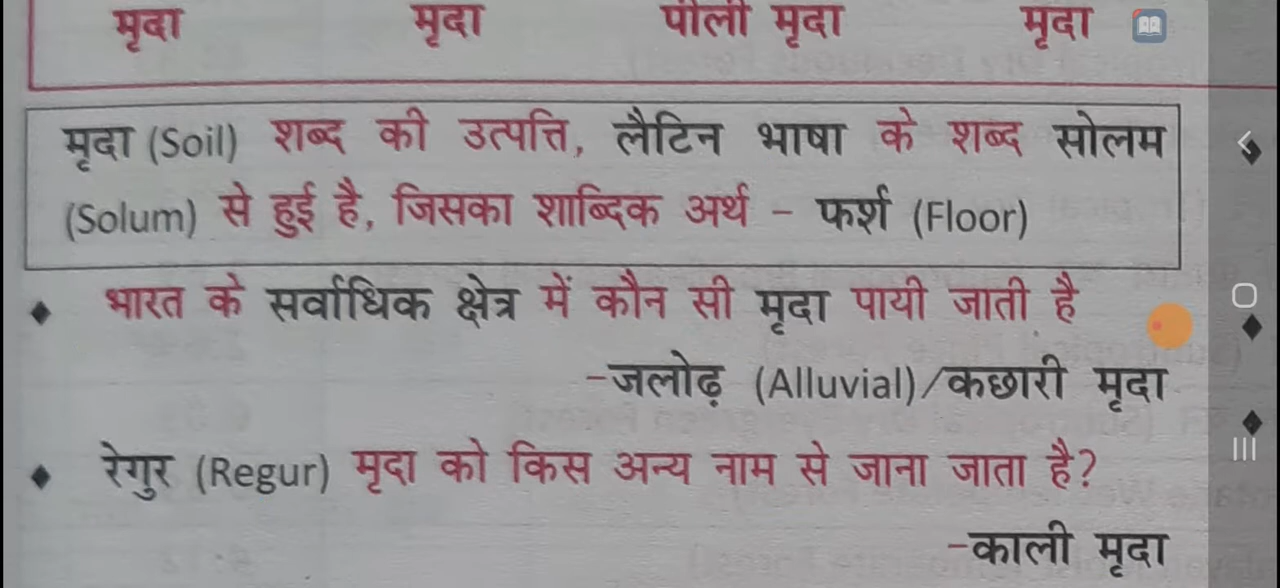 मृदा मृदा पीली मृदा मृदा
मृदा (Soil) शब्द की उत्पत्ति, लैटिन भाषा के शब्द सोलम
(Solum) से हुई है, जिसका शाब्दिक अर्थ – फर्श (Floor)
भारत के सर्वाधिक क्षेत्र में कौन सी मृदा पायी जाती है
–जलोढ़ (Alluvial)/कछारी मृदा
रेगुर (Regur) मृदा को किस अन्य नाम से जाना जाता है?
–काली मृदा